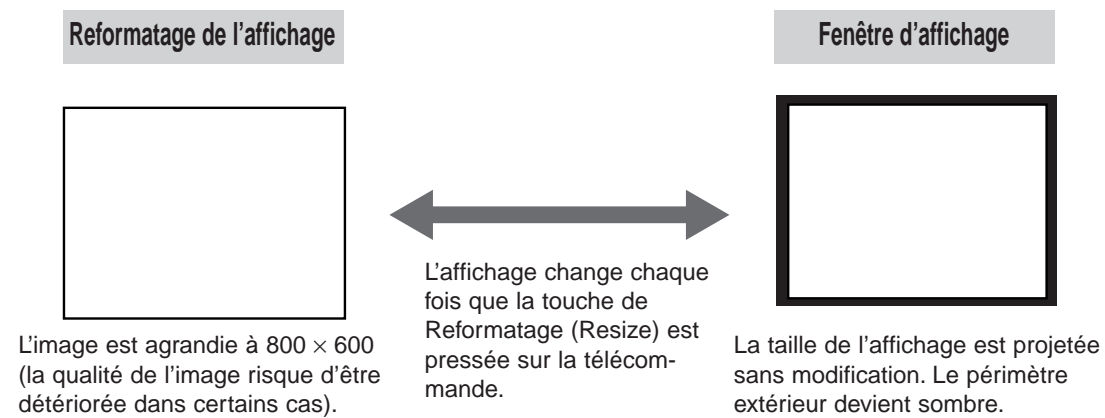 Reformatage de l'affichage
Fenêtre d'affichage
L'affichage change chaque
fois que la touche de
Reformatage (Resize) est
pressée sur la télécom-
mande.
L'image est agrandie à 800 × 600
(la qualité de l'image risque d'être
détériorée dans certains cas).
La taille de l'affichage est projetée
sans modification. Le périmètre
extérieur devient sombre.